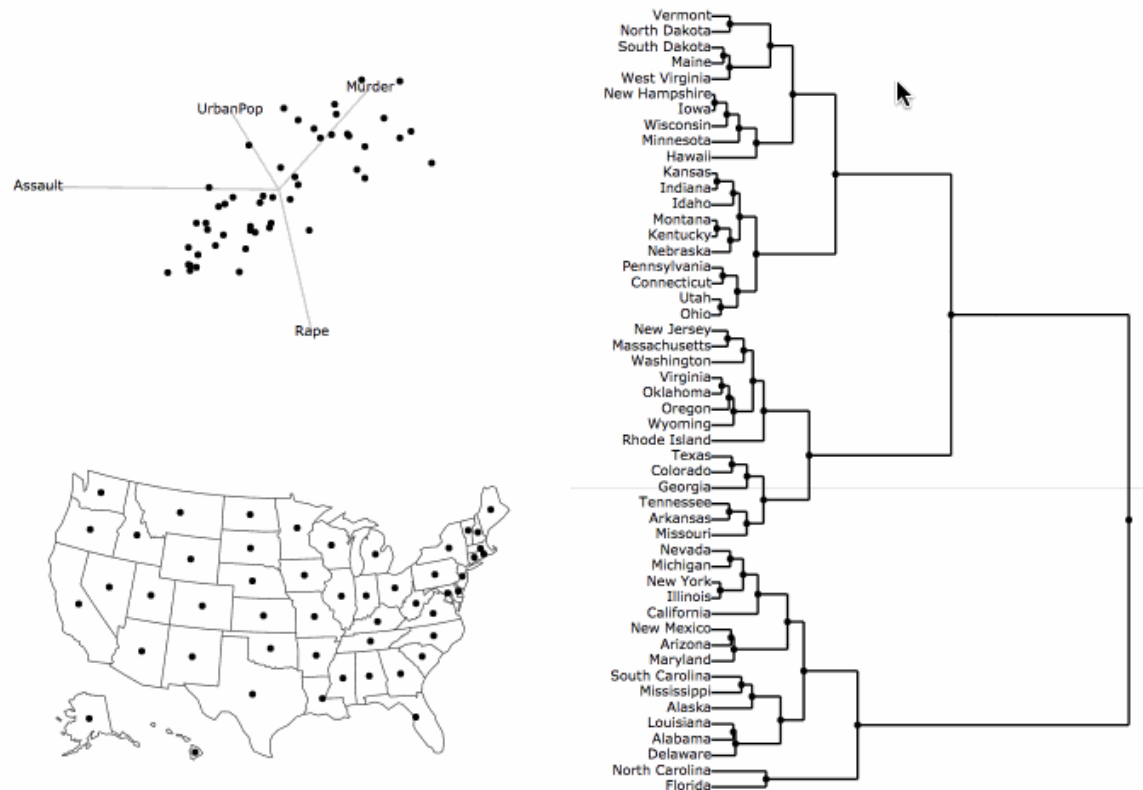 Murder
UrbanPop
Assault
Rape
Vermont
North Dakota
South Dakota
Maine
West Virginia
New Hampshire
Iowa
Wisconsin
Minnesota
Hawaii
Kansas
Indiana
Idaho
Montana
Kentucky
Nebraska
Pennsylvania
Connecticut
Utah
Ohio
New Jersey
Massachusetts
Washington
Virginia
Oklahoma
Oregon
Wyoming
Rhode Island
Texas
Colorado
Georgia
Tennessee
Arkansas
Missouri
Nevada
Michigan
New York
Illinois
California
New Mexico
Arizona
Maryland
South Carolina
Mississippi
Alaska
Louisiana
Alabama
Delaware
North Carolina
Florida